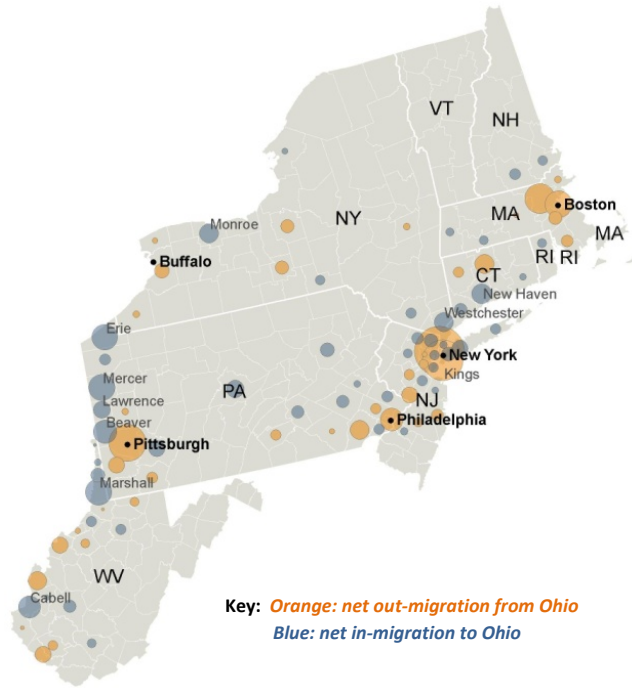 VT
NH
Monroe
NY
MA
Boston
MA
Buffalo
RI RI
CT
New Haven
Westchester
Erie
New York
Mercer
Kings
PA
Lawrence
NJ
Beaver
Philadelphia
Pittsburgh
Marshall
WV
Cabell
Key: Orange: net out-migration from Ohio
Blue: net in-migration to Ohio